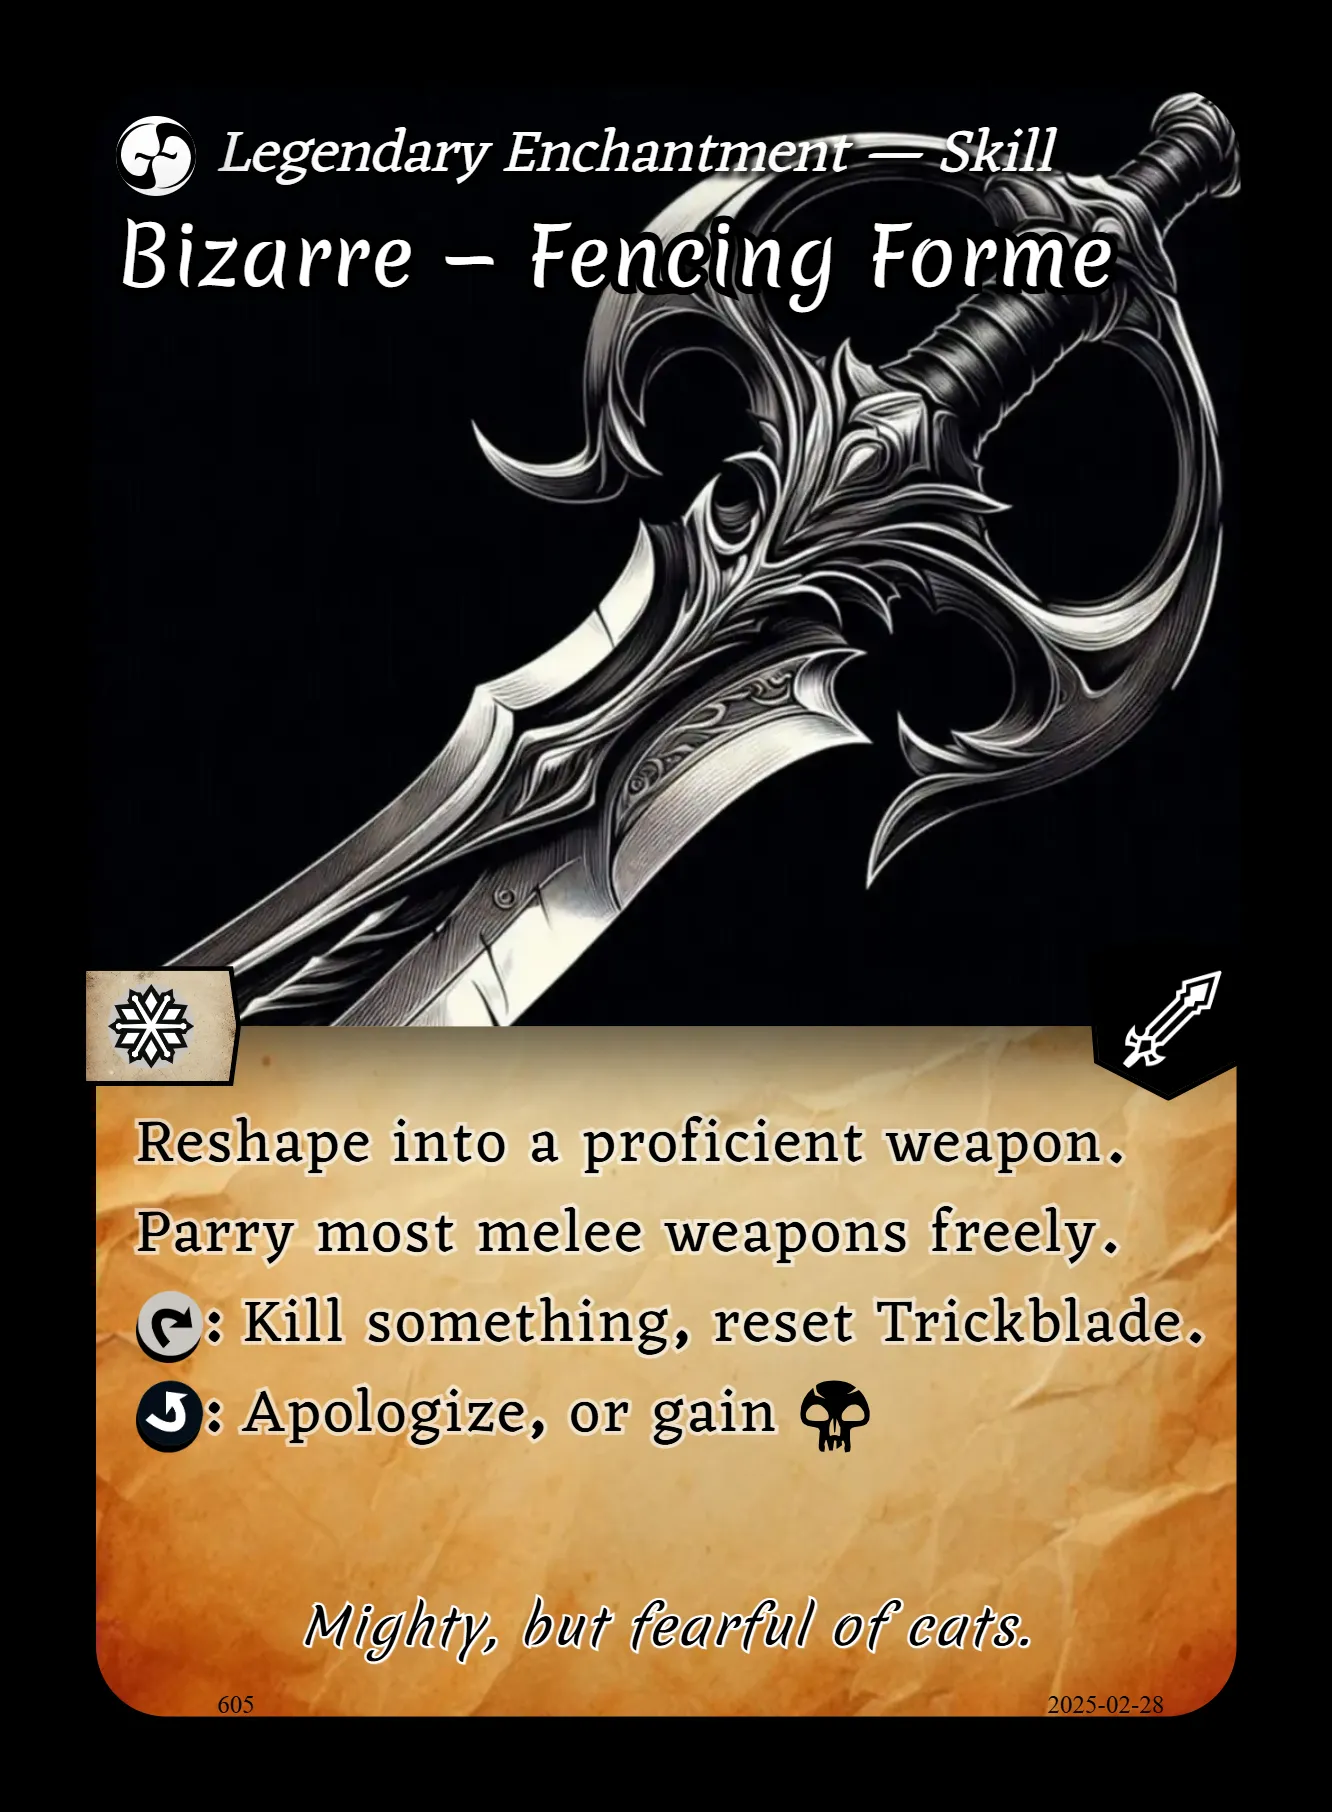 Legendary Enchantment — Skill
Bizarre – Fencing Forme
Reshape into a proficient weapon.
Parry most melee weapons freely.
: Kill something, reset Trickblade.
: Apologize, or gain
Mighty, but fearful of cats.
605
2025-02-28